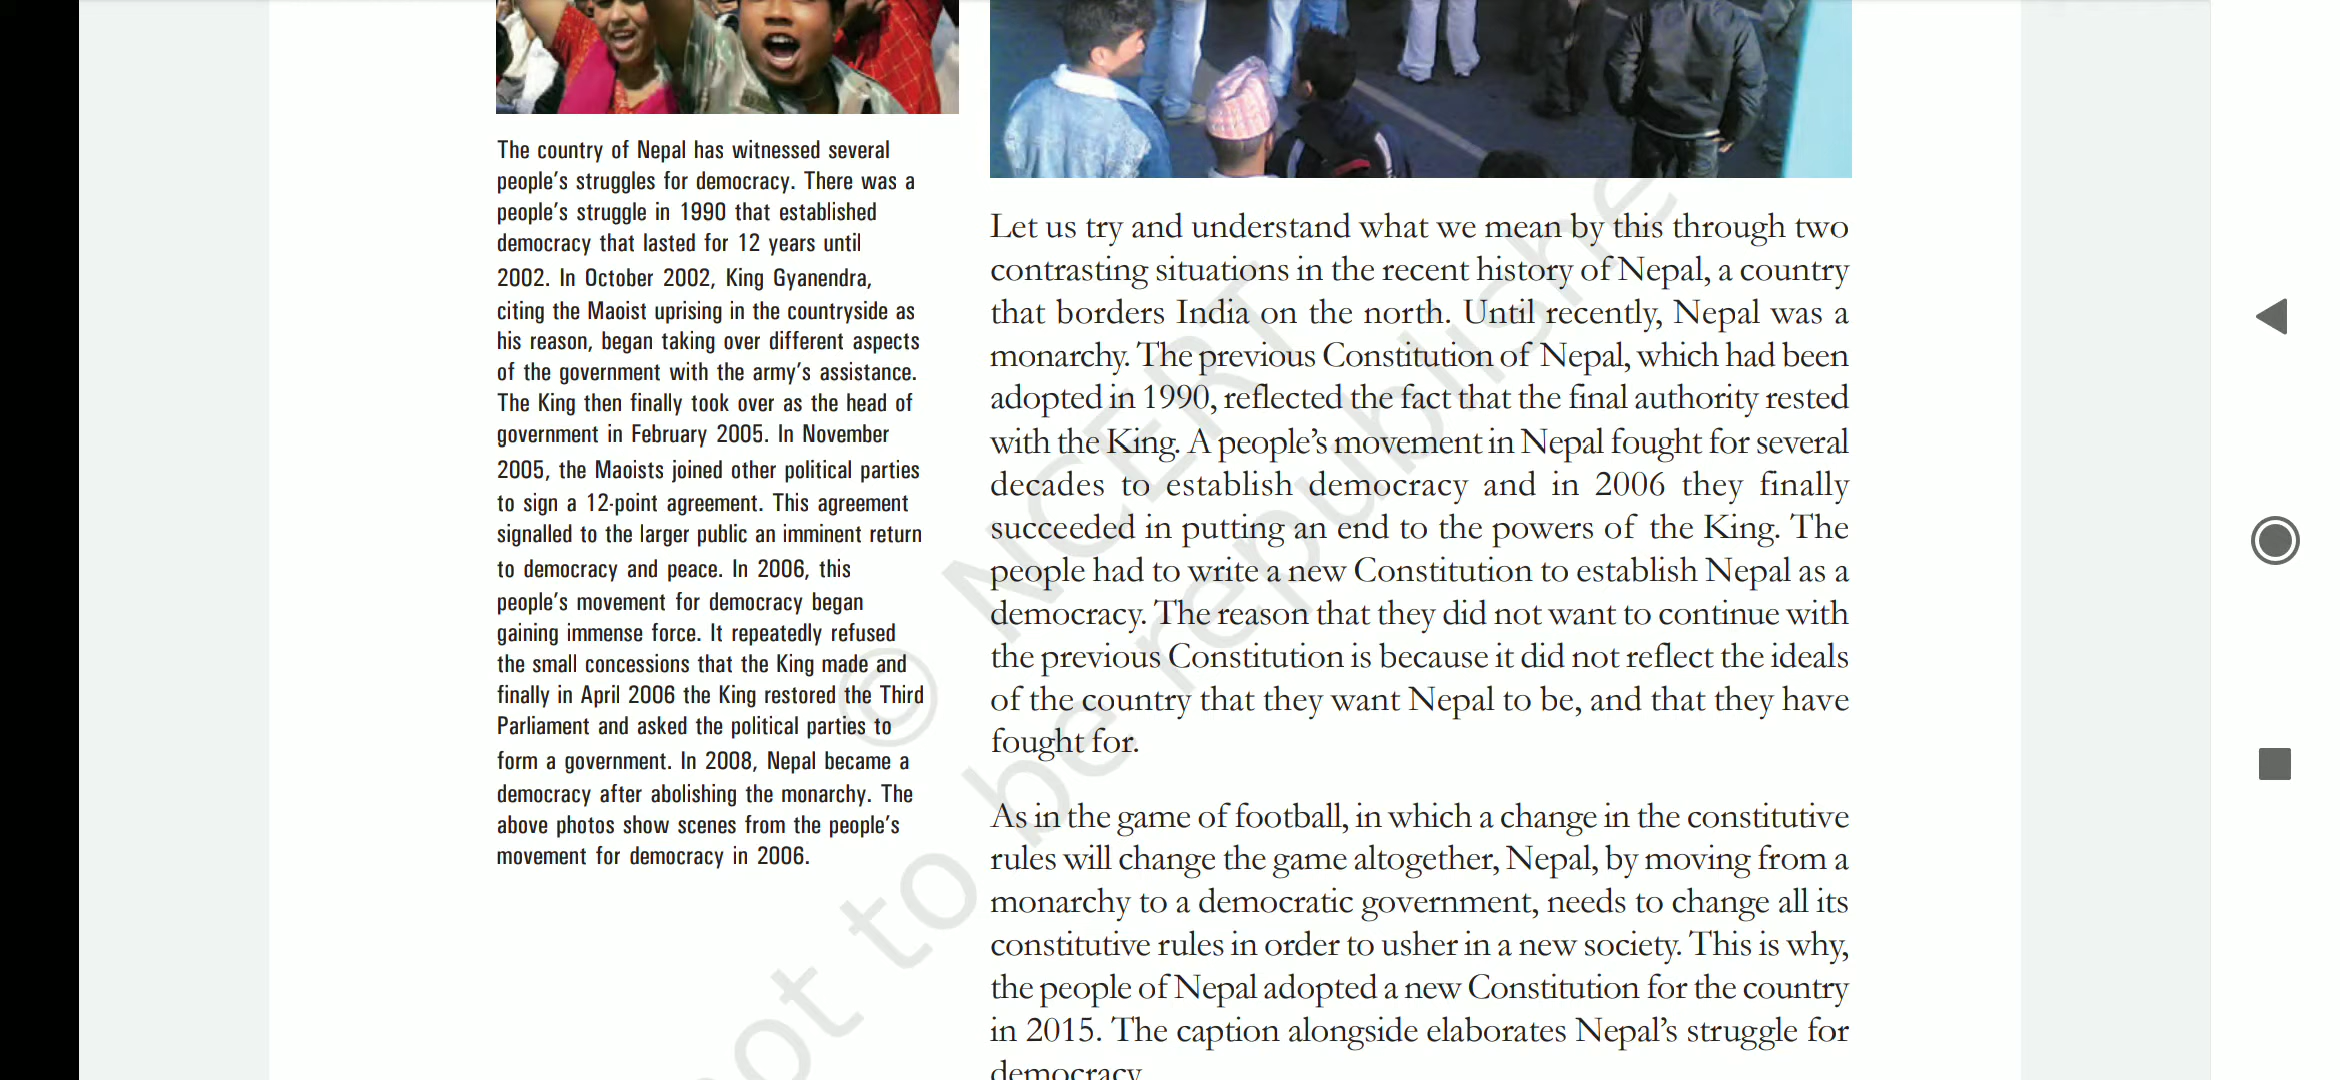 The country of Nepal has witnessed several
people's struggles for democracy. There was a
people's struggle in 1990 that established
democracy that lasted for 12 years until
2002. In October 2002, King Gyanendra,
citing the Maoist uprising in the countryside as
his reason, began taking over different aspects
of the government with the army's assistance.
The King then finally took over as the head of
government in February 2005. In November
2005, the Maoists joined other political parties
to sign a 12-point agreement. This agreement
signalled to the larger public an imminent return
to democracy and peace. In 2006, this
people's movement for democracy began
gaining immense force. It repeatedly refused
the small concessions that the King made and
finally in April 2006 the King restored the Third
Parliament and asked the political parties to
form a government. In 2008, Nepal became a
democracy after abolishing the monarchy. The
above photos show scenes from the people's
movement for democracy in 2006.
Let us try and understand what we mean by this through two
contrasting situations in the recent history of Nepal, a country
that borders India on the north. Until recently, Nepal was a
monarchy. The previous Constitution of Nepal, which had been
adopted in 1990, reflected the fact that the final authority rested
with the King. A people's movement in Nepal fought for several
decades to establish democracy and in 2006 they finally
succeeded in putting an end to the powers of the King. The
people had to write a new Constitution to establish Nepal as a
democracy. The reason that they did not want to continue with
the previous Constitution is because it did not reflect the ideals
of the country that they want Nepal to be, and that they have
fought for.
As in the game of football, in which a change in the constitutive
rules will change the game altogether, Nepal, by moving from a
monarchy to a democratic government, needs to change all its
constitutive rules in order to usher in a new society. This is why,
the people of Nepal adopted a new Constitution for the country
in 2015. The caption alongside elaborates Nepal's struggle for
democracy.
© NCERT
not to be republishe